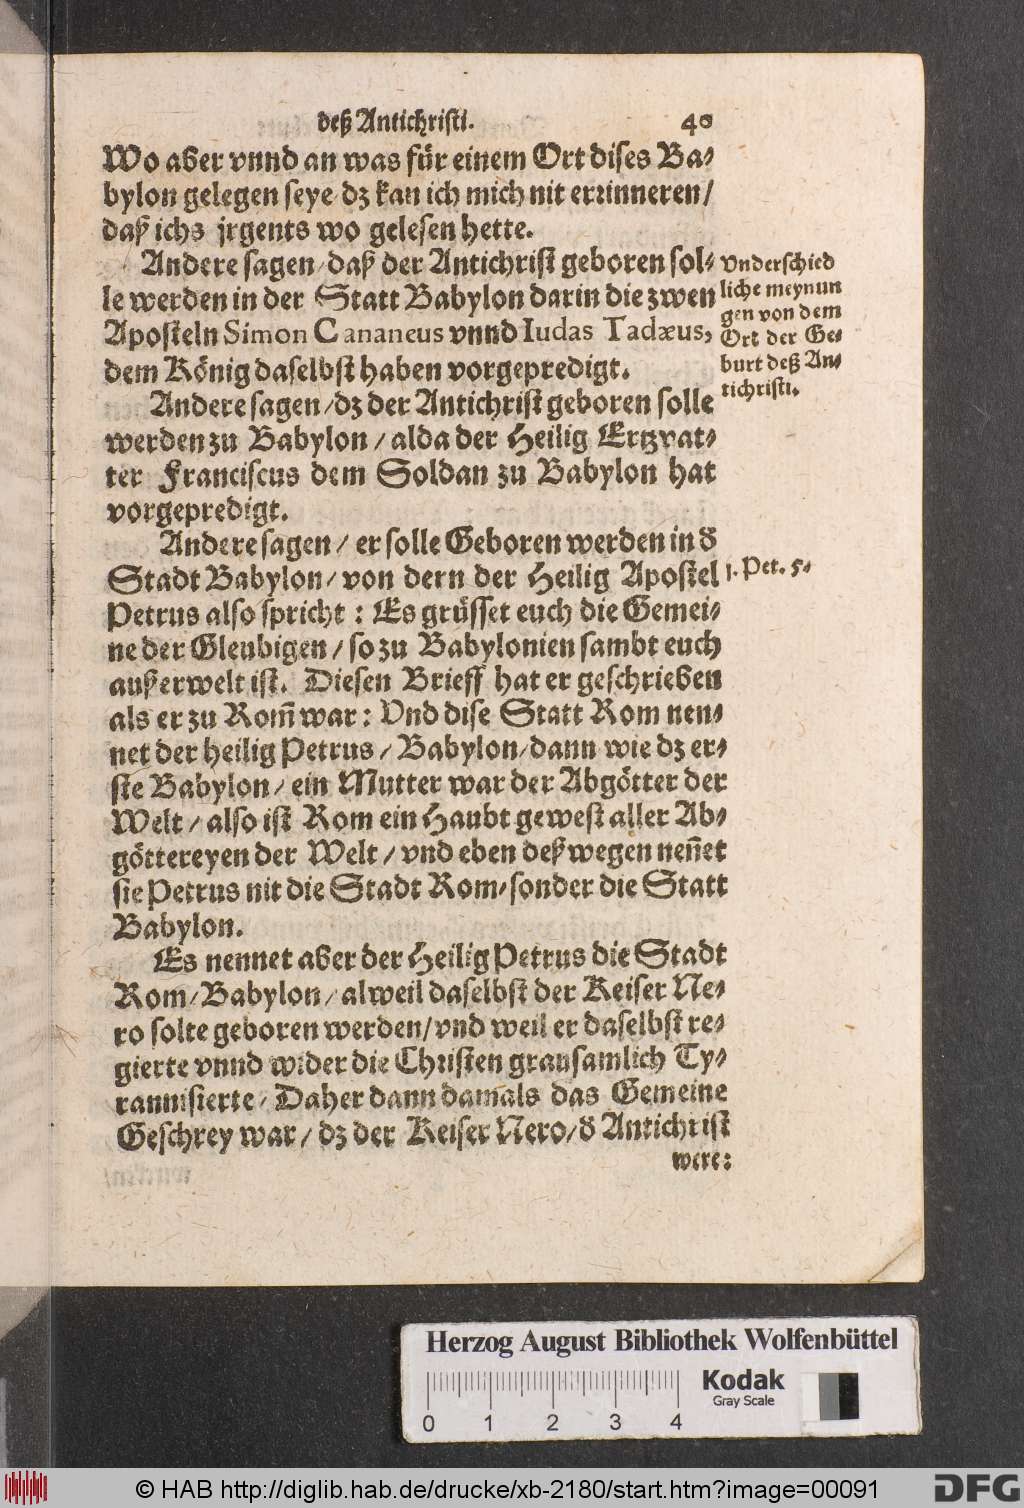 deß Antichristi. 40
Wo aber vnnd an was für einem Ort dises Ba-
bylon gelegen seye dz kan ich mich nit errinneren /
daß ichs jrgents wo gelesen hette.
Andere sagen / daß der Antichrist geboren sol-
le werden in der Statt Babylon darin die zwen
Aposteln Simon Cananeus vnnd Iudas Tadæus,
dem König daselbst haben vorgepredigt.
Vnderschied
liche meynun
gen von dem
Ort der Ge-
burt deß An-
tichristi.
Andere sagen / dz der Antichrist geboren solle
werden zu Babylon / alda der Heilig Ertzvat-
ter Franciscus dem Soldan zu Babylon hat
vorgepredigt.
Andere sagen / er solle Geboren werden in d
Stadt Babylon / von dern der Heilig Apostel
1. Pet. 5.
Petrus also spricht : Es grüsset euch die Gemei-
ne der Gleubigen / so zu Babylonien sambt euch
außerwelt ist. Diesen Brieff hat er geschrieben
als er zu Rom̃ war : Vnd dise Statt Rom nen-
net der heilig Petrus / Babylon / dann wie dz er-
ste Babylon / ein Mutter war der Abgötter der
Welt / also ist Rom ein Haubt gewest aller Ab-
göttereyen der Welt / vnd eben deßwegen neñet
sie Petrus nit die Stadt Rom / sonder die Statt
Babylon.
Es nennet aber der Heilig Petrus die Stadt
Rom / Babylon / alweil daselbst der Keiser Ne-
ro solte geboren werden / vnd weil er daselbst re-
gierte vnnd wider die Christen grausamlich Ty-
rannisierte / Daher dann damals das Gemeine
Geschrey war / dz der Keiser Nero / d Antichrist
were:
Herzog August Bibliothek Wolfenbüttel
Kodak
Gray Scale
0 1 2 3 4
© HAB http://diglib.hab.de/drucke/xb-2180/start.htm?image=00091
DFG